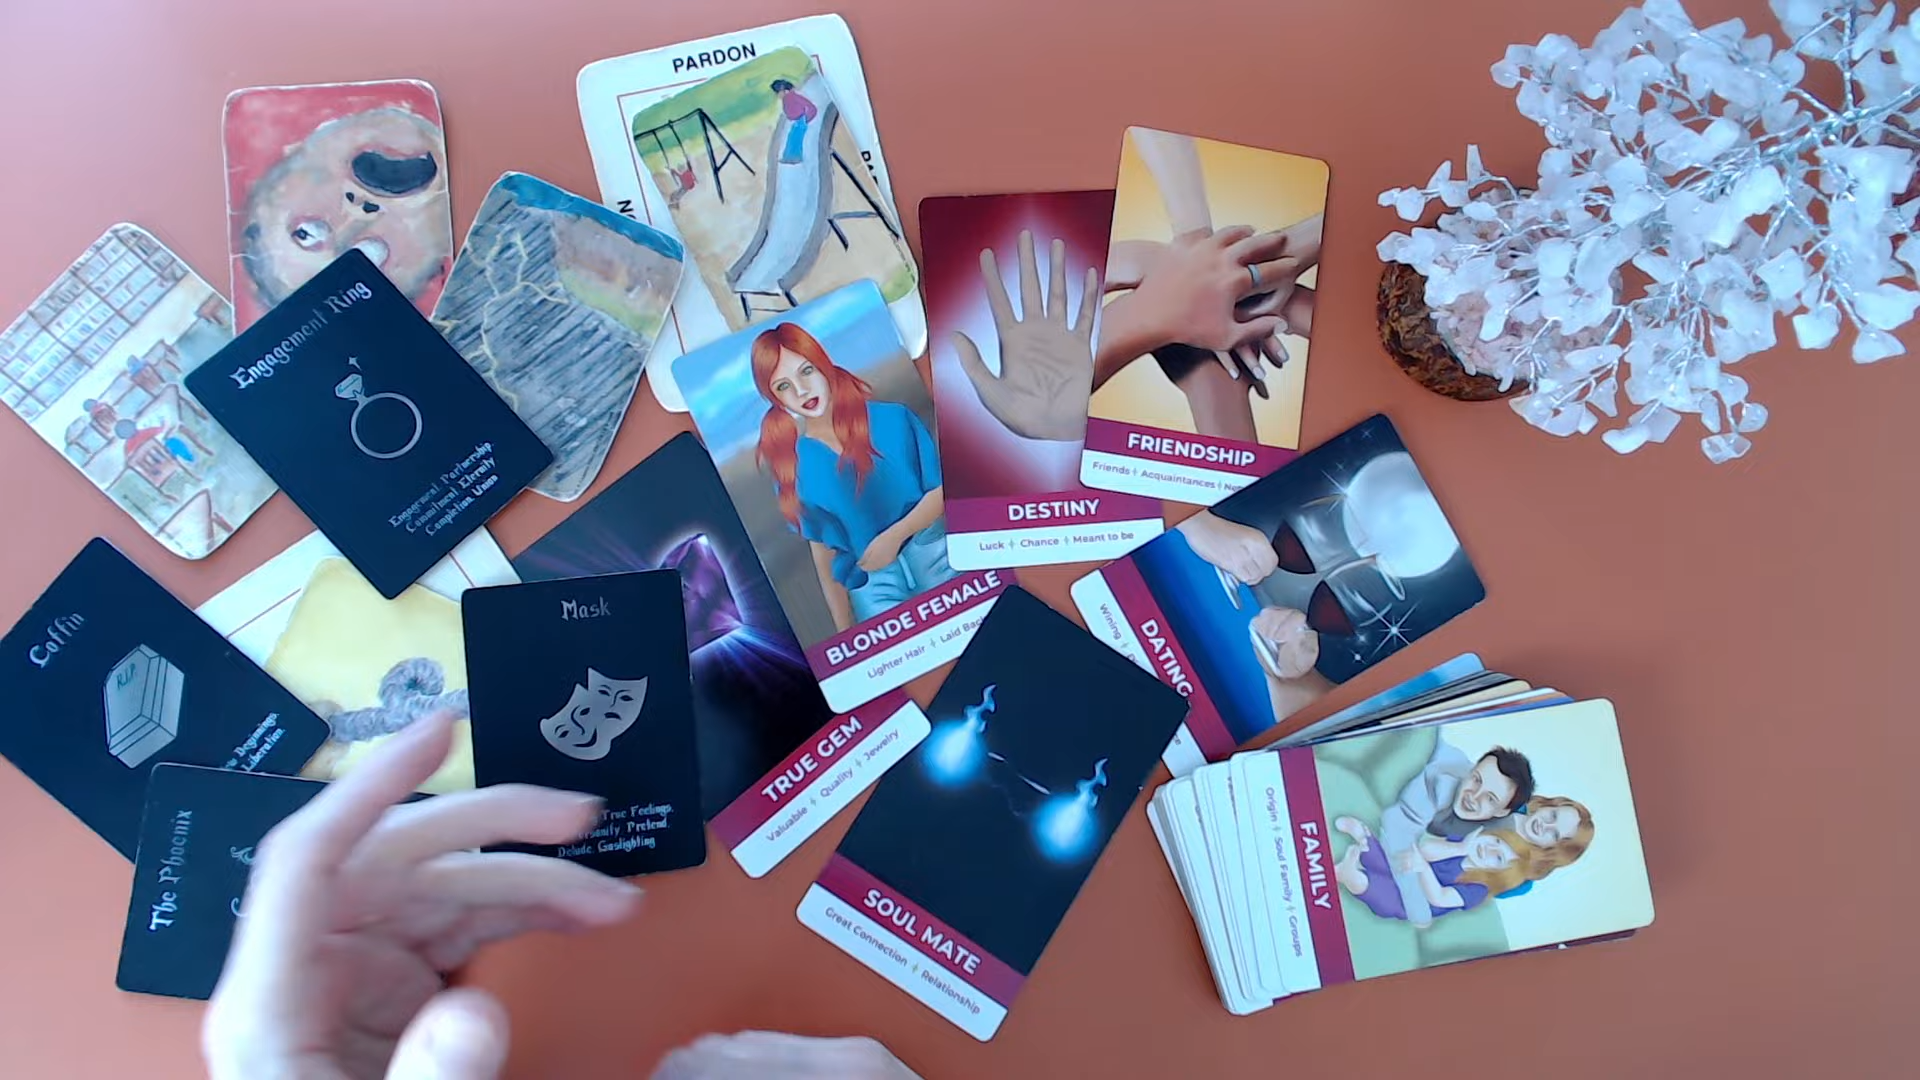 PARDON
Engagement Ring
Engagement, Partnership,
Commitment, Eternity,
Completion, Union
FRIENDSHIP
Friends Acquaintances
DESTINY
Luck Chance Meant to be
BLONDE FEMALE
Lighter Hair Laid
DATING
Wining
Coffin
R.I.P.
Beginnings,
Liberation.
Mask
True Feelings,
Pretend,
Delude, Gaslighting
TRUE GEM
Valuable Quality Jewelry
SOUL MATE
Great Connection Relationship
FAMILY
Origin Soul Family Groups
The Phoenix